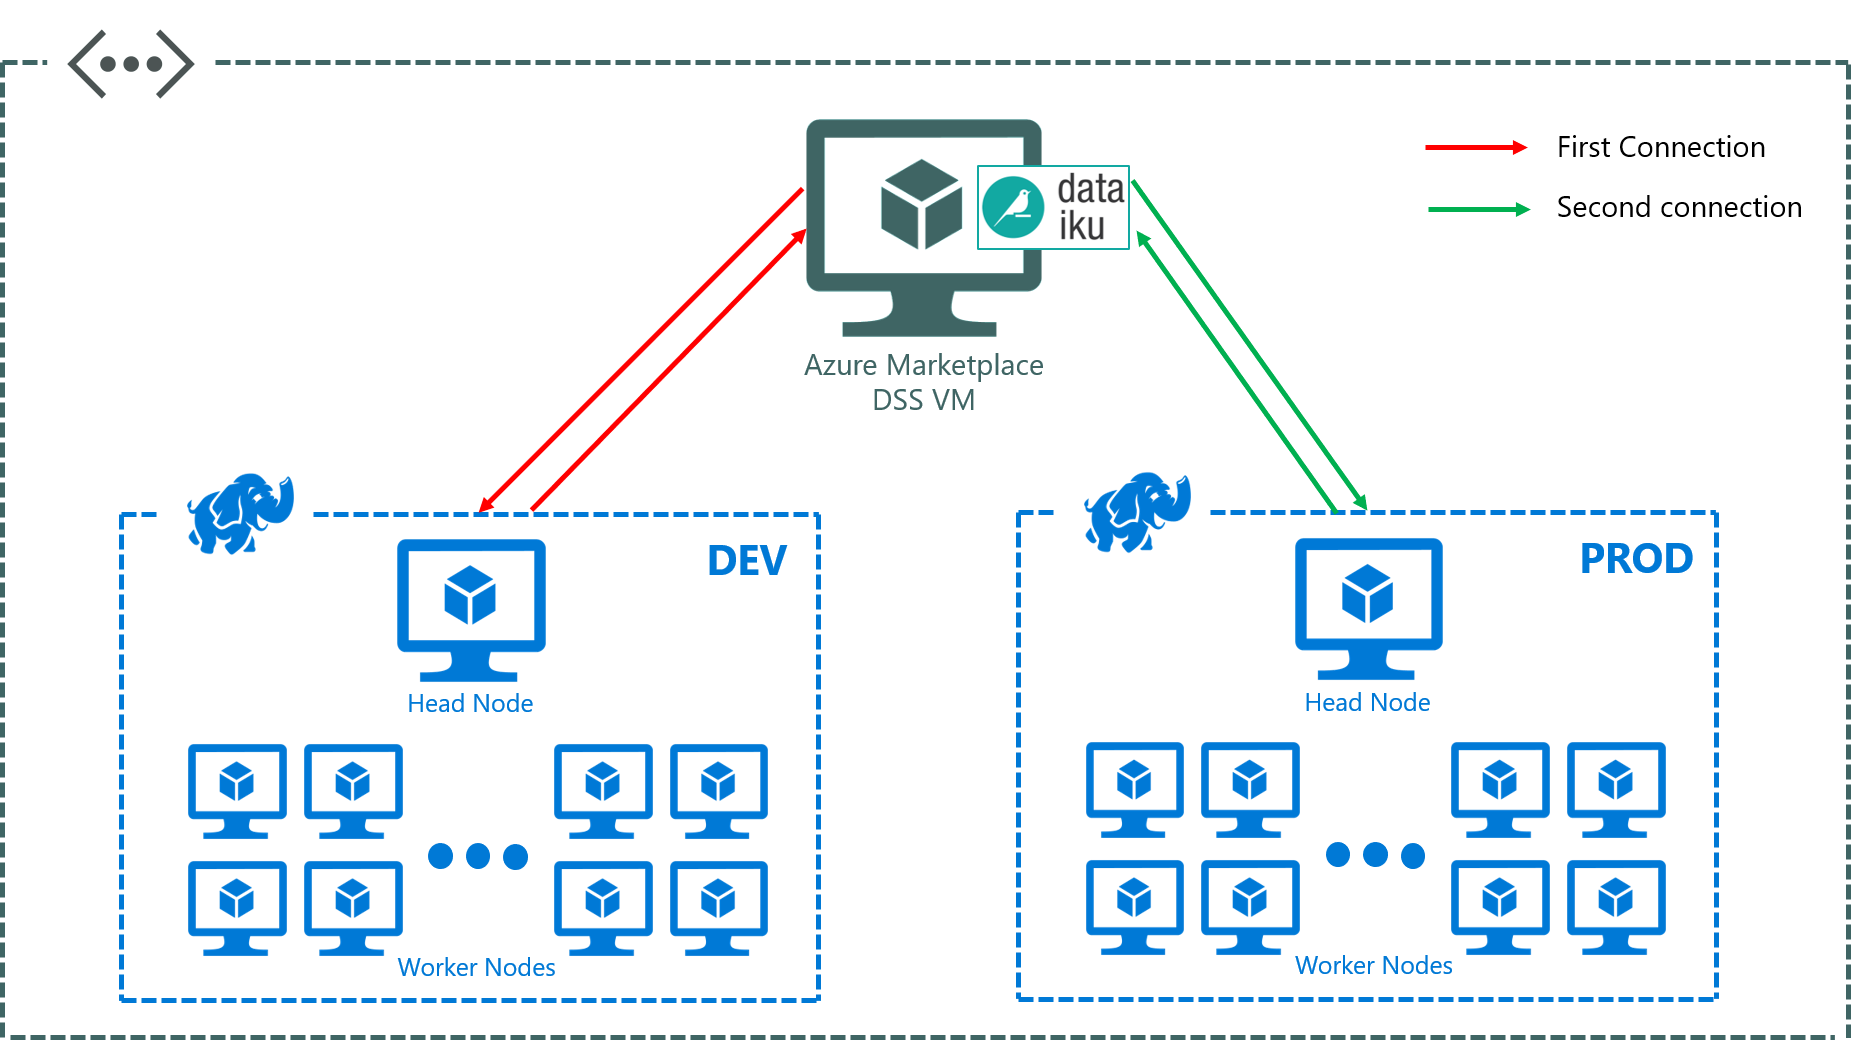 First Connection
Second connection
data
iku
Azure Marketplace
DSS VM
DEV
PROD
Head Node
Head Node
Worker Nodes
Worker Nodes